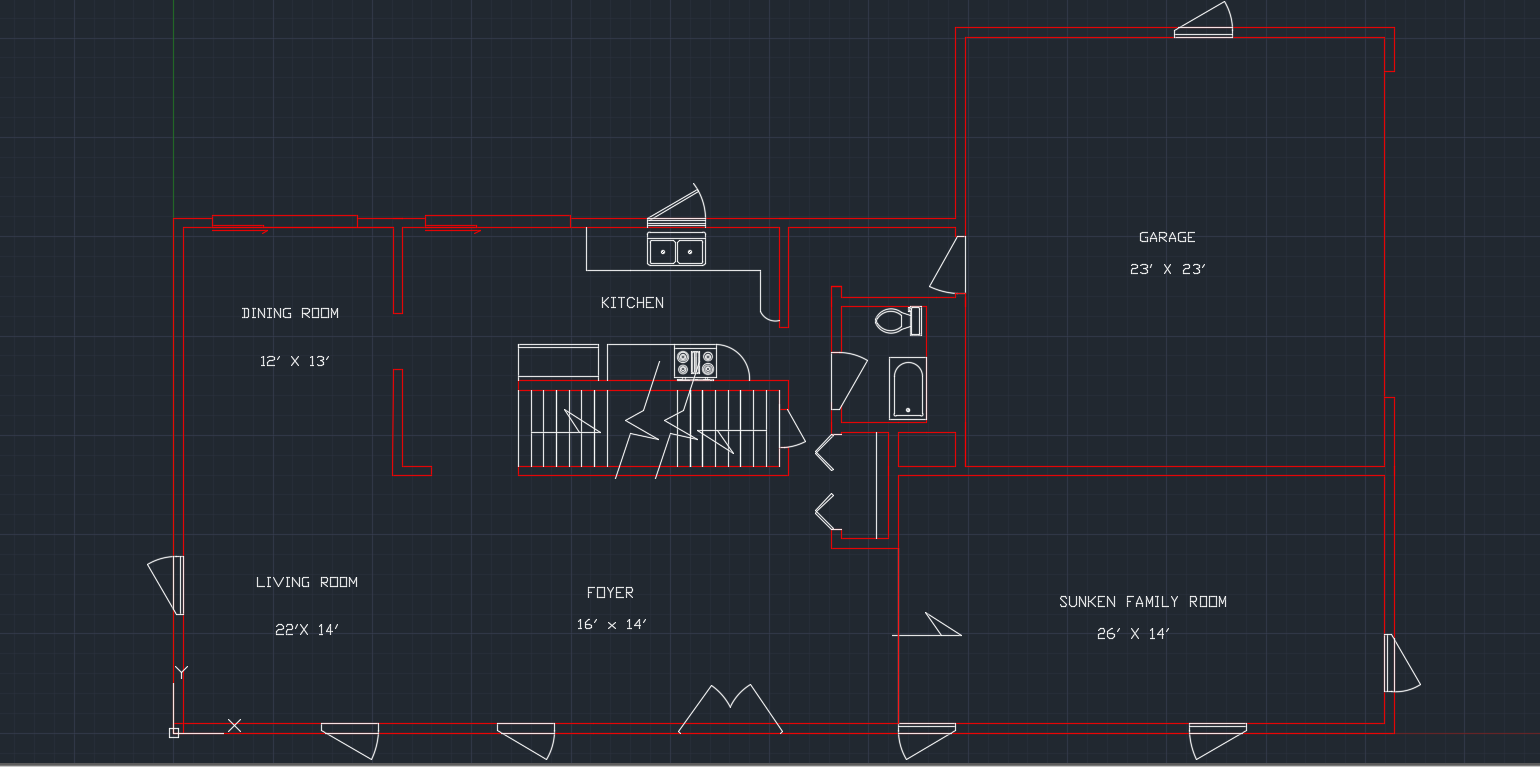 GARAGE
23' X 23'
KITCHEN
DINING ROOM
12' X 13'
LIVING ROOM
22'X 14'
FOYER
16' x 14'
SUNKEN FAMILY ROOM
26' X 14'
Y
X